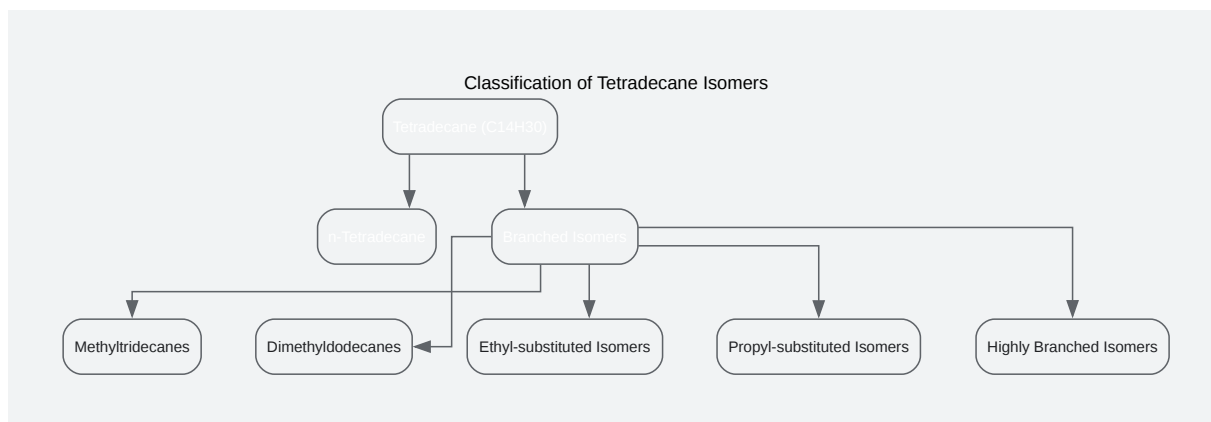 Classification of Tetradecane Isomers
Tetradecane (C14H30)
n-Tetradecane
Branched Isomers
Methyltridecanes
Dimethyldodecanes
Ethyl-substituted Isomers
Propyl-substituted Isomers
Highly Branched Isomers